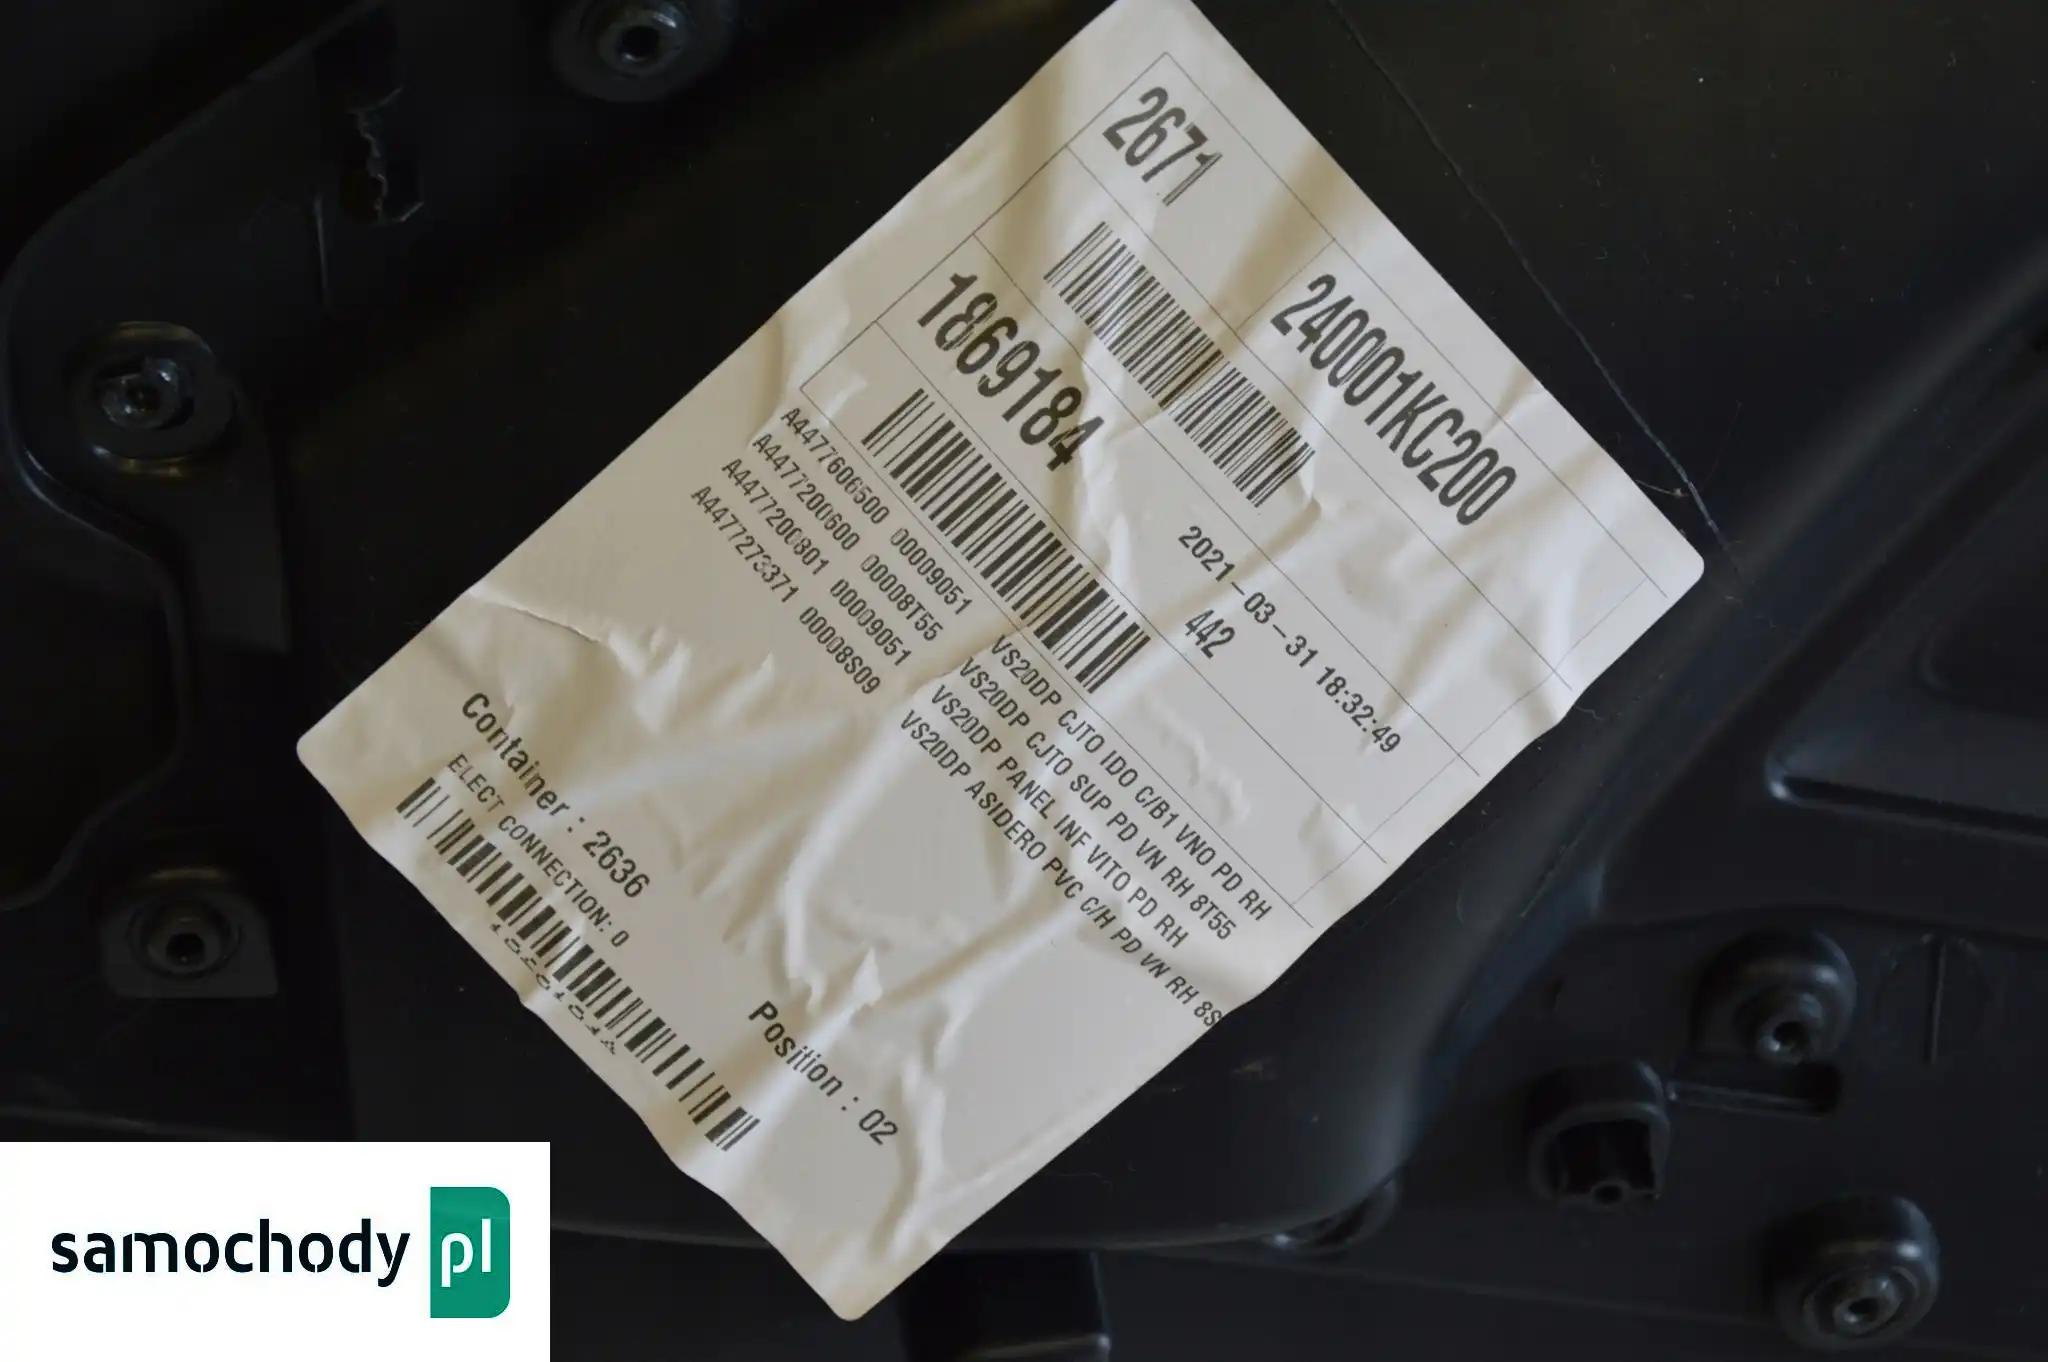 2671
240001KC200
2021-03-31 18:32:49
1869184
442
A4477606500 00009051 VS20DP CJTO IDO C/B1 VNO PD RH
A4477200600 00008T55 VS20DP CJTO SUP PD VN RH 8T55
A4477200801 00009051 VS20DP PANEL INF VITO PD RH
A4477273371 00008S09 VS20DP ASIDERO PVC C/H PD VN RH 8S
Container : 2636
Position : 02
ELECT CONNECTION: 0
samochody pl